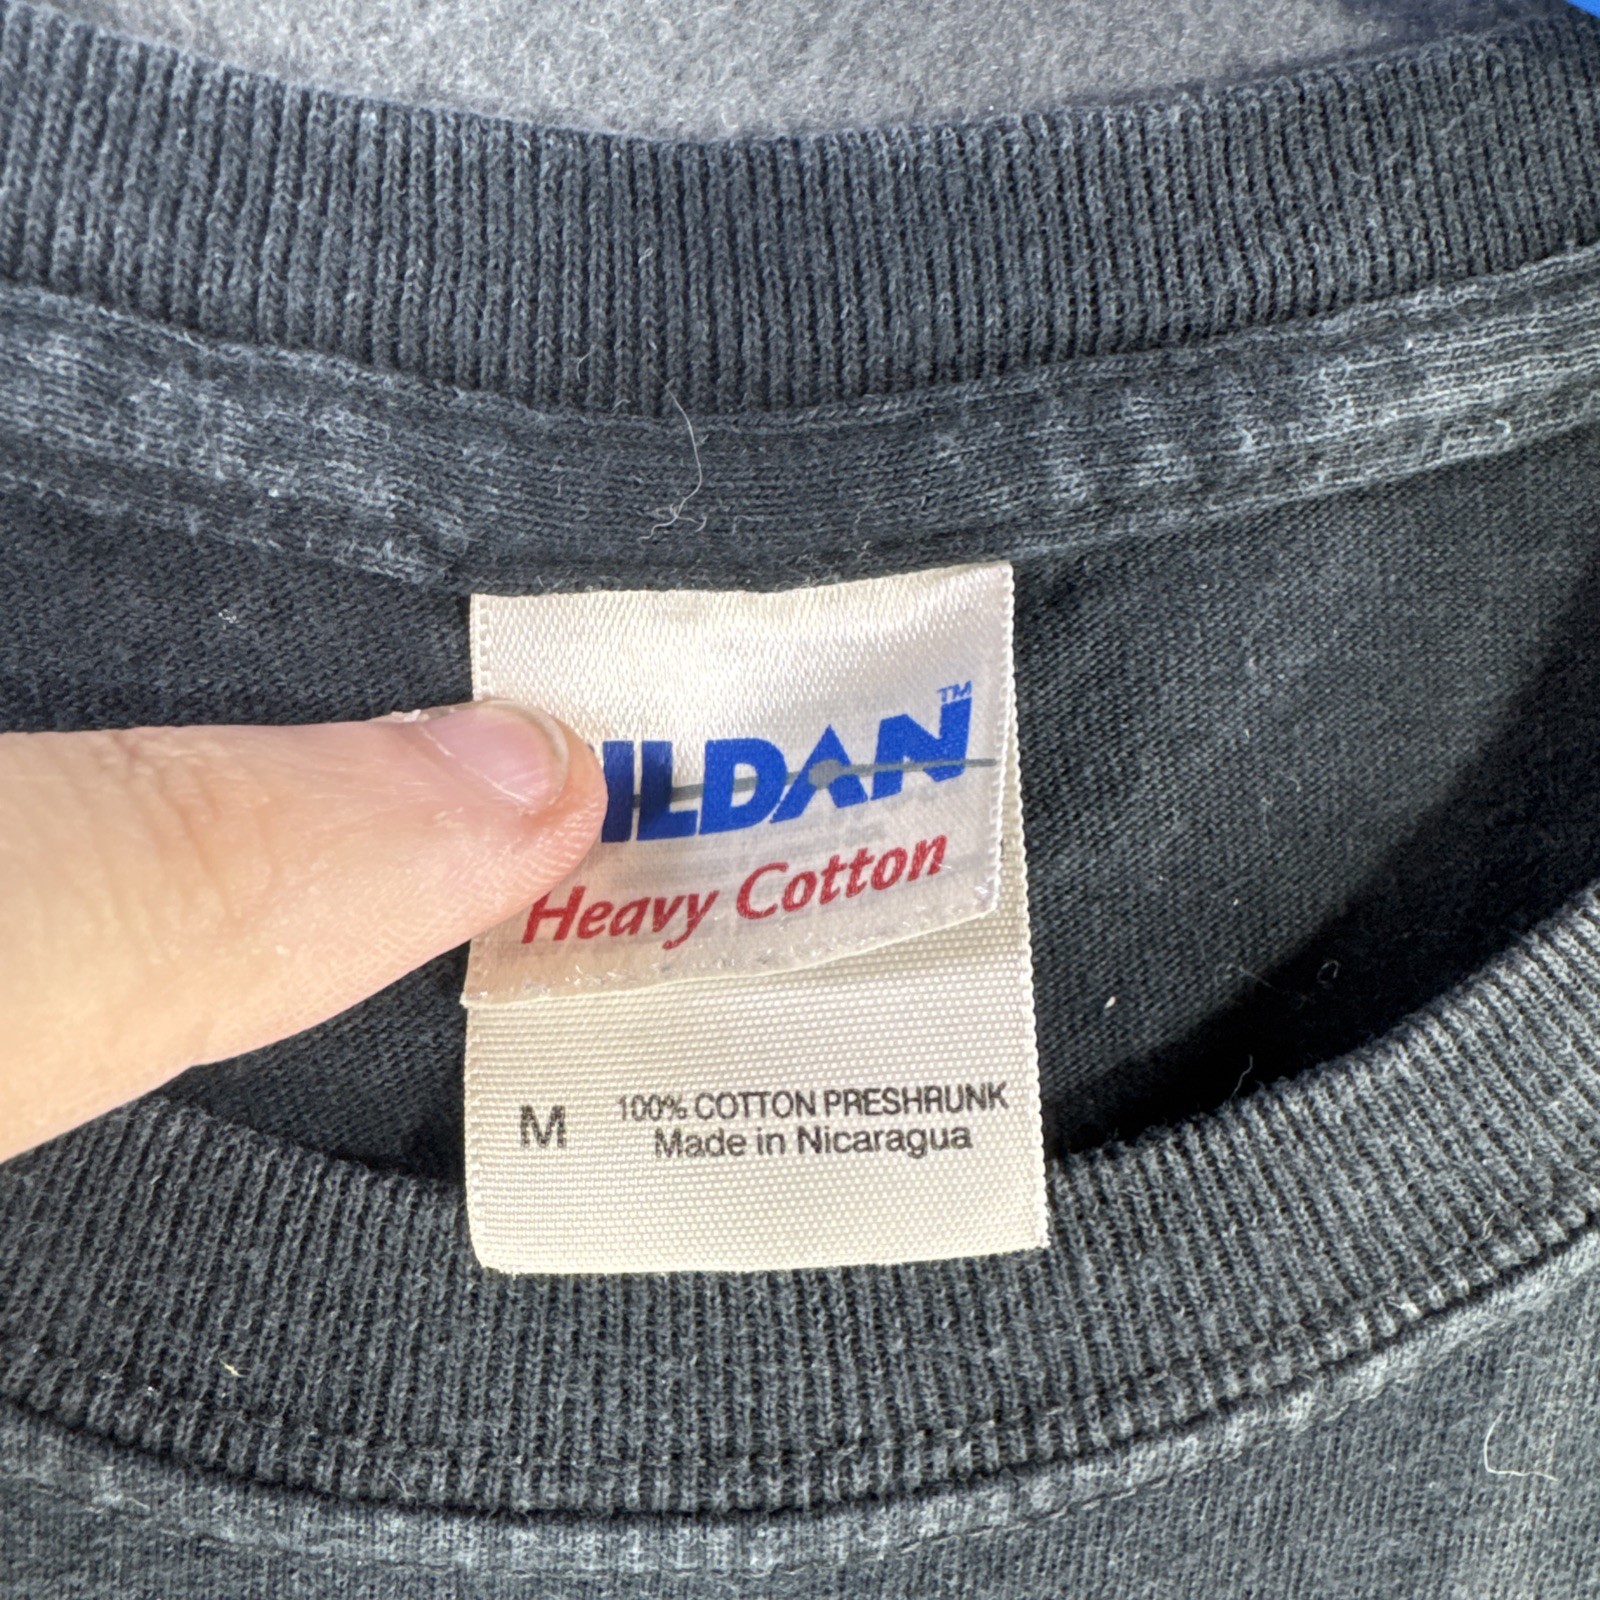 ILDAN™
Heavy Cotton
M 100% COTTON PRESHRUNK
Made in Nicaragua